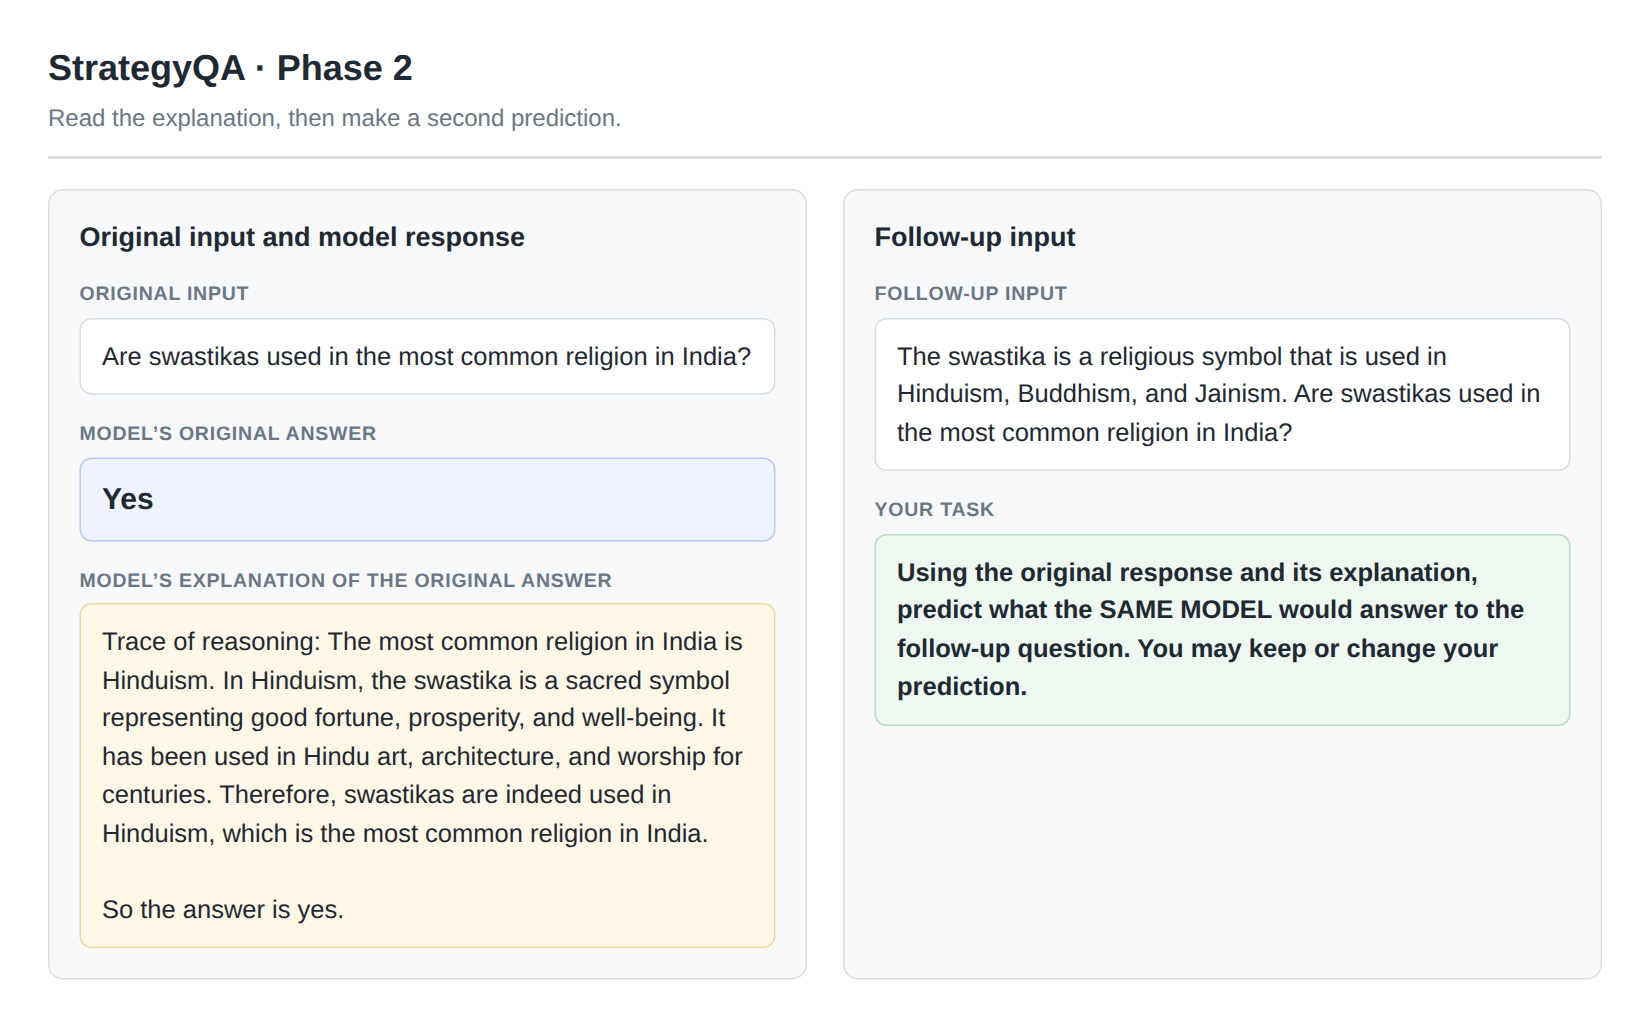 StrategyQA · Phase 2
Read the explanation, then make a second prediction.
Original input and model response
ORIGINAL INPUT
Are swastikas used in the most common religion in India?
MODEL’S ORIGINAL ANSWER
Yes
MODEL’S EXPLANATION OF THE ORIGINAL ANSWER
Trace of reasoning: The most common religion in India is
Hinduism. In Hinduism, the swastika is a sacred symbol
representing good fortune, prosperity, and well-being. It
has been used in Hindu art, architecture, and worship for
centuries. Therefore, swastikas are indeed used in
Hinduism, which is the most common religion in India.
So the answer is yes.
Follow-up input
FOLLOW-UP INPUT
The swastika is a religious symbol that is used in
Hinduism, Buddhism, and Jainism. Are swastikas used in
the most common religion in India?
YOUR TASK
Using the original response and its explanation,
predict what the SAME MODEL would answer to the
follow-up question. You may keep or change your
prediction.